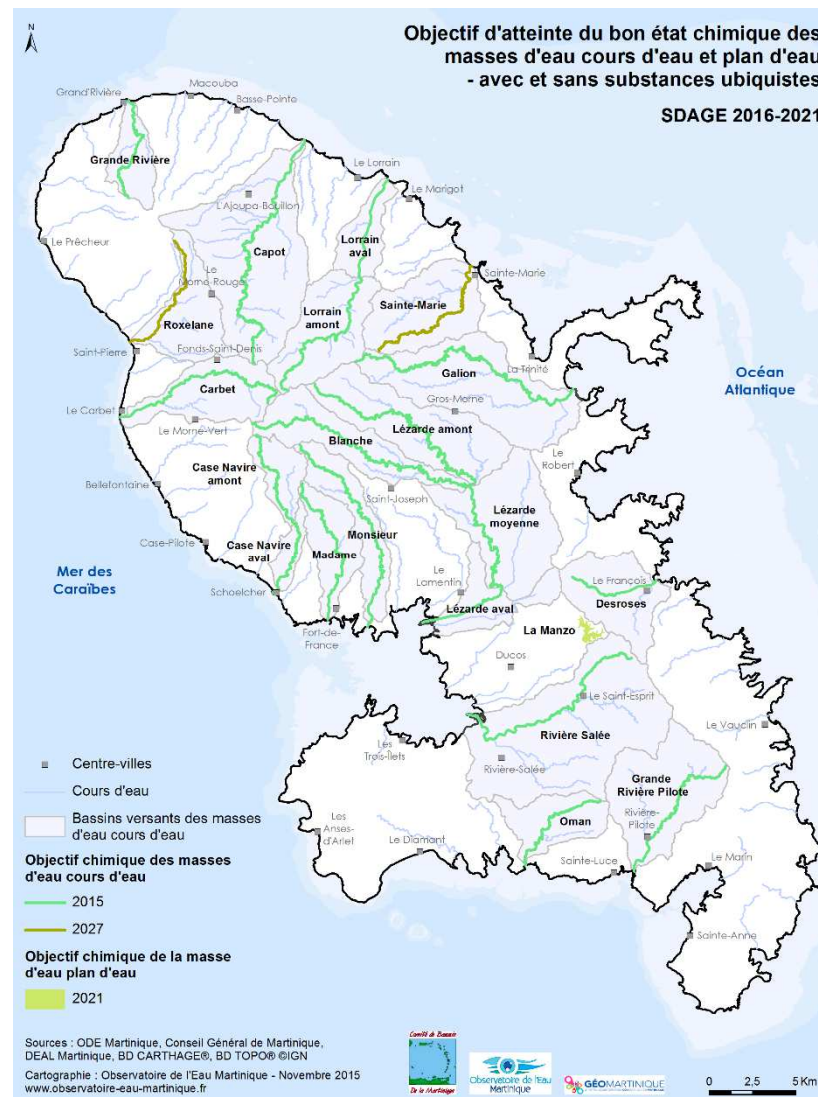 N
Objectif d'atteinte du bon état chimique des
masses d'eau cours d'eau et plan d'eau
- avec et sans substances ubiquistes
SDAGE 2016-2021
Macouba
Grand'Rivière
Basse-Pointe
Grande Rivière
Le Lorrain
Le Marigot
L'Ajoupa-Bouillon
Le Prêcheur
Capot
Lorrain
aval
Le
Morne-Rouge
Sainte-Marie
Sainte-Marie
Roxelane
Lorrain
amont
Saint-Pierre
Fonds-Saint-Denis
La Trinité
Galion
Océan
Atlantique
Carbet
Gros-Morne
Le Carbet
Le Morne-Vert
Lézarde amont
Blanche
Le
Robert
Case Navire
amont
Bellefontaine
Saint-Joseph
Lézarde
moyenne
Monsieur
Case-Pilote
Case Navire
aval
Madame
Mer des
Caraïbes
Le
Lamentin
Le François
Schoelcher
Desroses
Lézarde aval
Fort-de-
France
La Manzo
Ducos
Le Saint-Esprit
Le Vauclin
Rivière Salée
Les
Trois-Ilets
Rivière-Salée
Grande
Rivière Pilote
Les
Anses-
d'Arlet
Oman
Rivière-
Pilote
Le Diamant
Sainte-Luce
Le Marin
Sainte-Anne
Centre-villes
Cours d'eau
Bassins versants des masses
d'eau cours d'eau
Objectif chimique des masses
d'eau cours d'eau
2015
2027
Objectif chimique de la masse
d'eau plan d'eau
2021
Sources : ODE Martinique, Conseil Général de Martinique,
DEAL Martinique, BD CARTHAGE®, BD TOPO® ©IGN
Cartographie : Observatoire de l'Eau Martinique - Novembre 2015
www.observatoire-eau-martinique.fr
Comité de Bassin
De la Martinique
Observatoire de l'Eau
Martinique
GÉOMARTINIQUE
0 2,5 5 Km